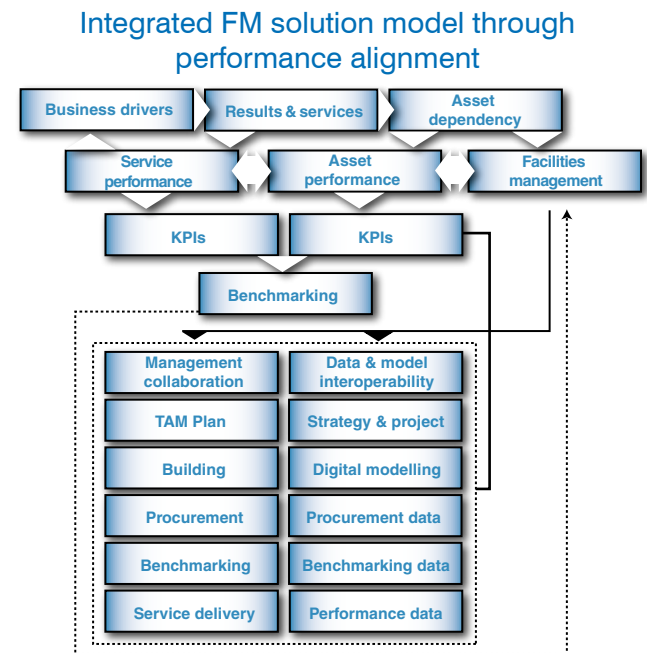 Integrated FM solution model through
performance alignment
Business drivers
Results & services
Asset
dependency
Service
performance
Asset
performance
Facilities
management
KPIs
KPIs
Benchmarking
Management
collaboration
Data & model
interoperability
TAM Plan
Strategy & project
Building
Digital modelling
Procurement
Procurement data
Benchmarking
Benchmarking data
Service delivery
Performance data